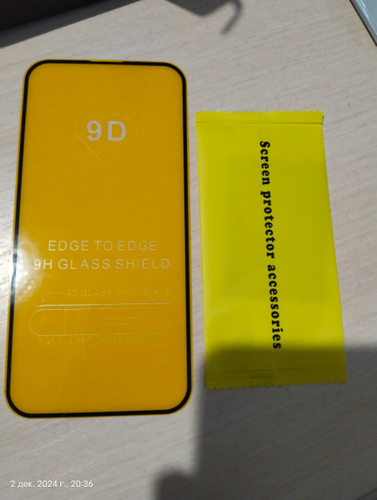 9D
EDGE TO EDGE
9H GLASS SHIELD
Screen protector accessories
2 дек. 2024 г., 20:36